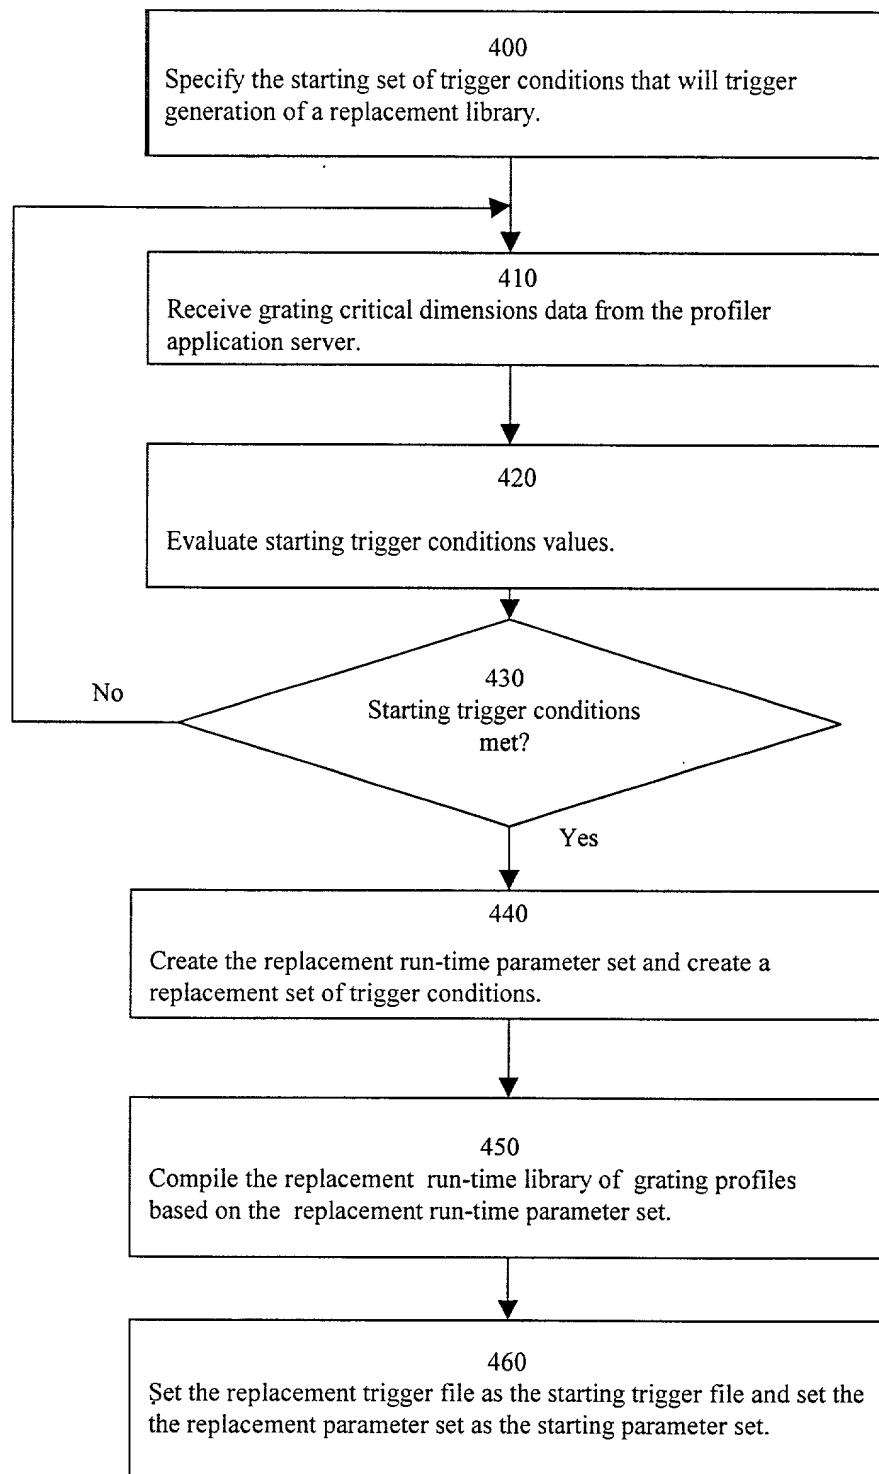 400
Specify the starting set of trigger conditions that will trigger
generation of a replacement library.
410
Receive grating critical dimensions data from the profiler
application server.
420
Evaluate starting trigger conditions values.
430
Starting trigger conditions
met?
No
Yes
440
Create the replacement run-time parameter set and create a
replacement set of trigger conditions.
450
Compile the replacement run-time library of grating profiles
based on the replacement run-time parameter set.
460
Set the replacement trigger file as the starting trigger file and set the
the replacement parameter set as the starting parameter set.